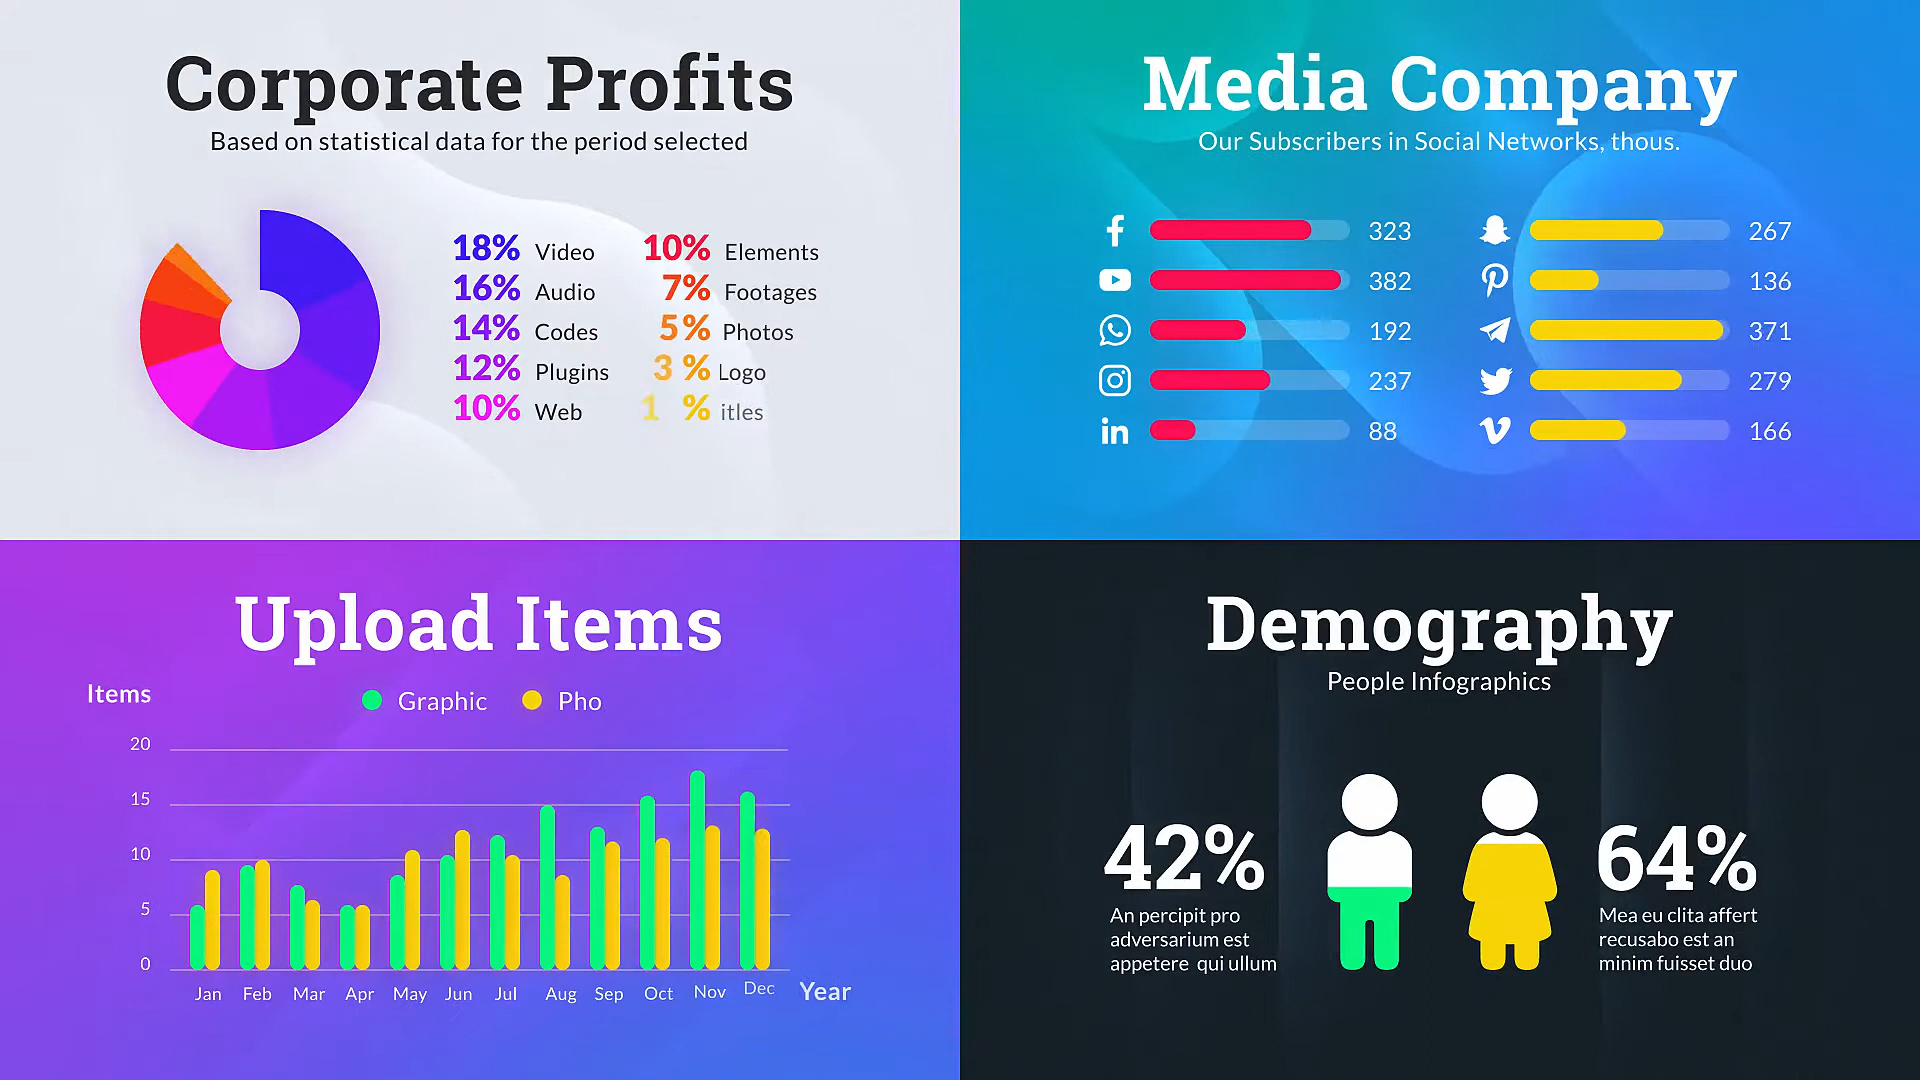 Corporate Profits
Based on statistical data for the period selected
18% Video
16% Audio
14% Codes
12% Plugins
10% Web
10% Elements
7% Footages
5% Photos
3 % Logo
1 % itles
Media Company
Our Subscribers in Social Networks, thous.
323
382
192
237
in 88
267
136
371
279
166
Upload Items
Items
Graphic Pho
20
15
10
5
0
Jan Feb Mar Apr May Jun Jul Aug Sep Oct Nov Dec Year
Demography
People Infographics
42%
An percipit pro
adversarium est
appetere qui ullum
64%
Mea eu clita affert
recusabo est an
minim fuisset duo